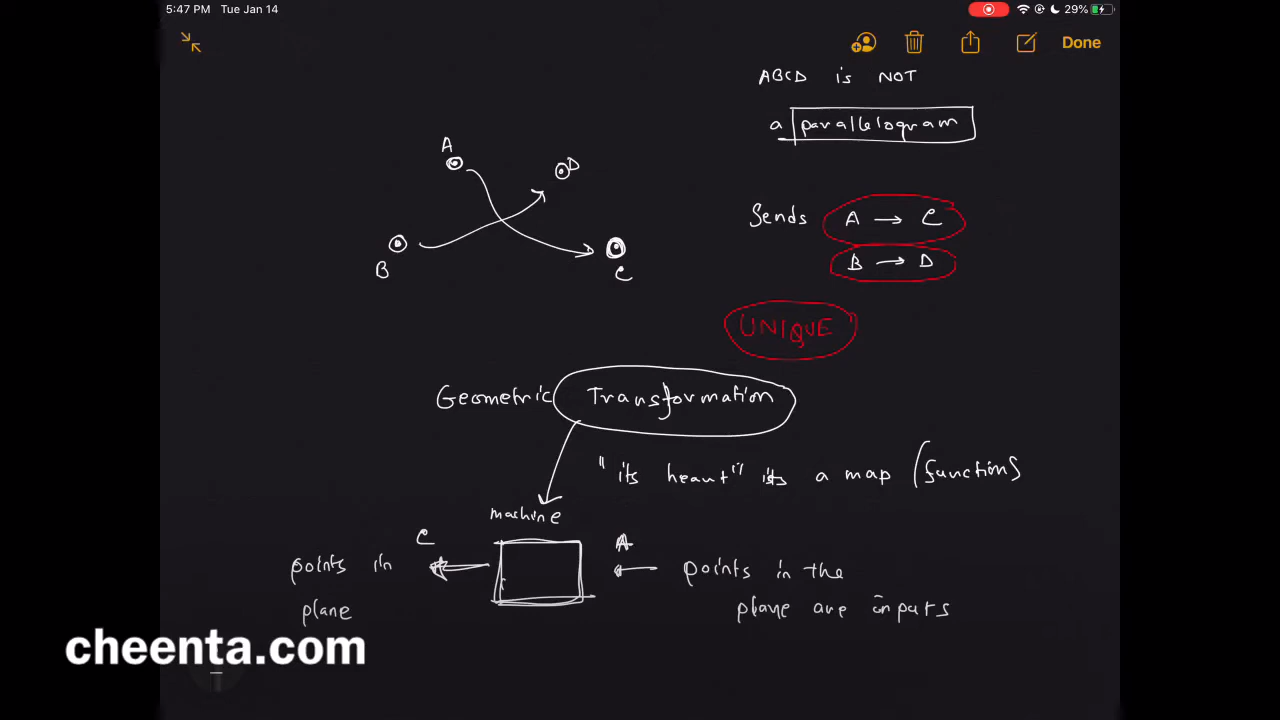 5:47 PM Tue Jan 14
29%
Done
ABCD is NOT
a parallelogram
A
D
B
C
Sends A → C
B → D
UNIQUE
Geometric Transformation
"its heart" its a map (function)
machine
C
A
points in
plane
points in the
plane are inputs
cheenta.com